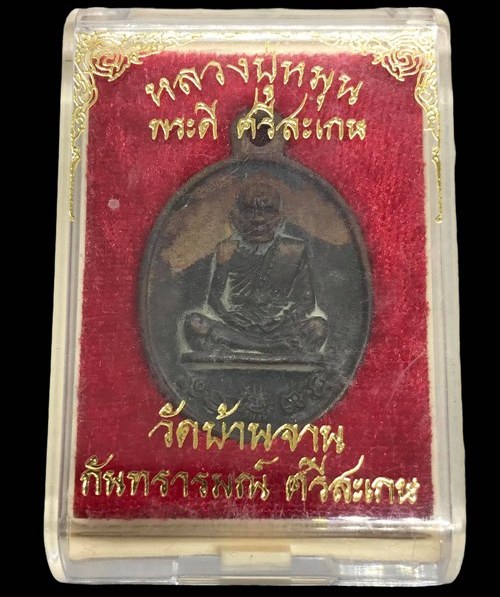 หลวงปู่หมุน
พระดี ศรีสะเกษ
วัดบ้านจาน
กันทรารมณ์ ศรีสะเกษ